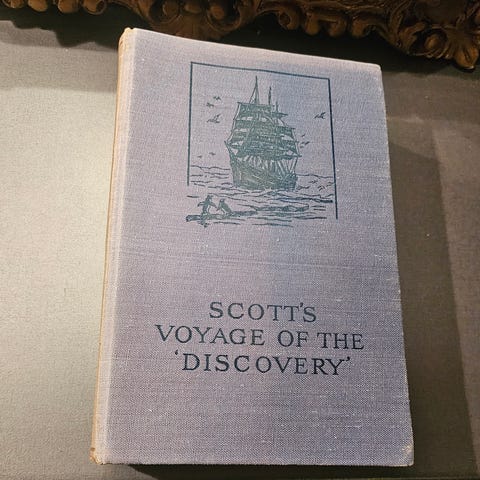 SCOTT'S
VOYAGE OF THE
'DISCOVERY'